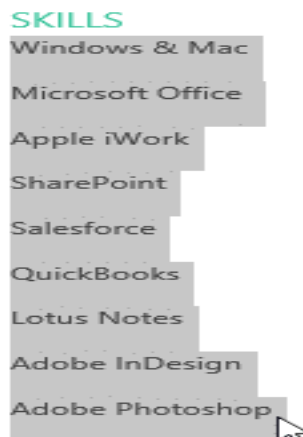 SKILLS
Windows & Mac
Microsoft Office
Apple iWork
SharePoint
Salesforce
QuickBooks
Lotus Notes
Adobe InDesign
Adobe Photoshop